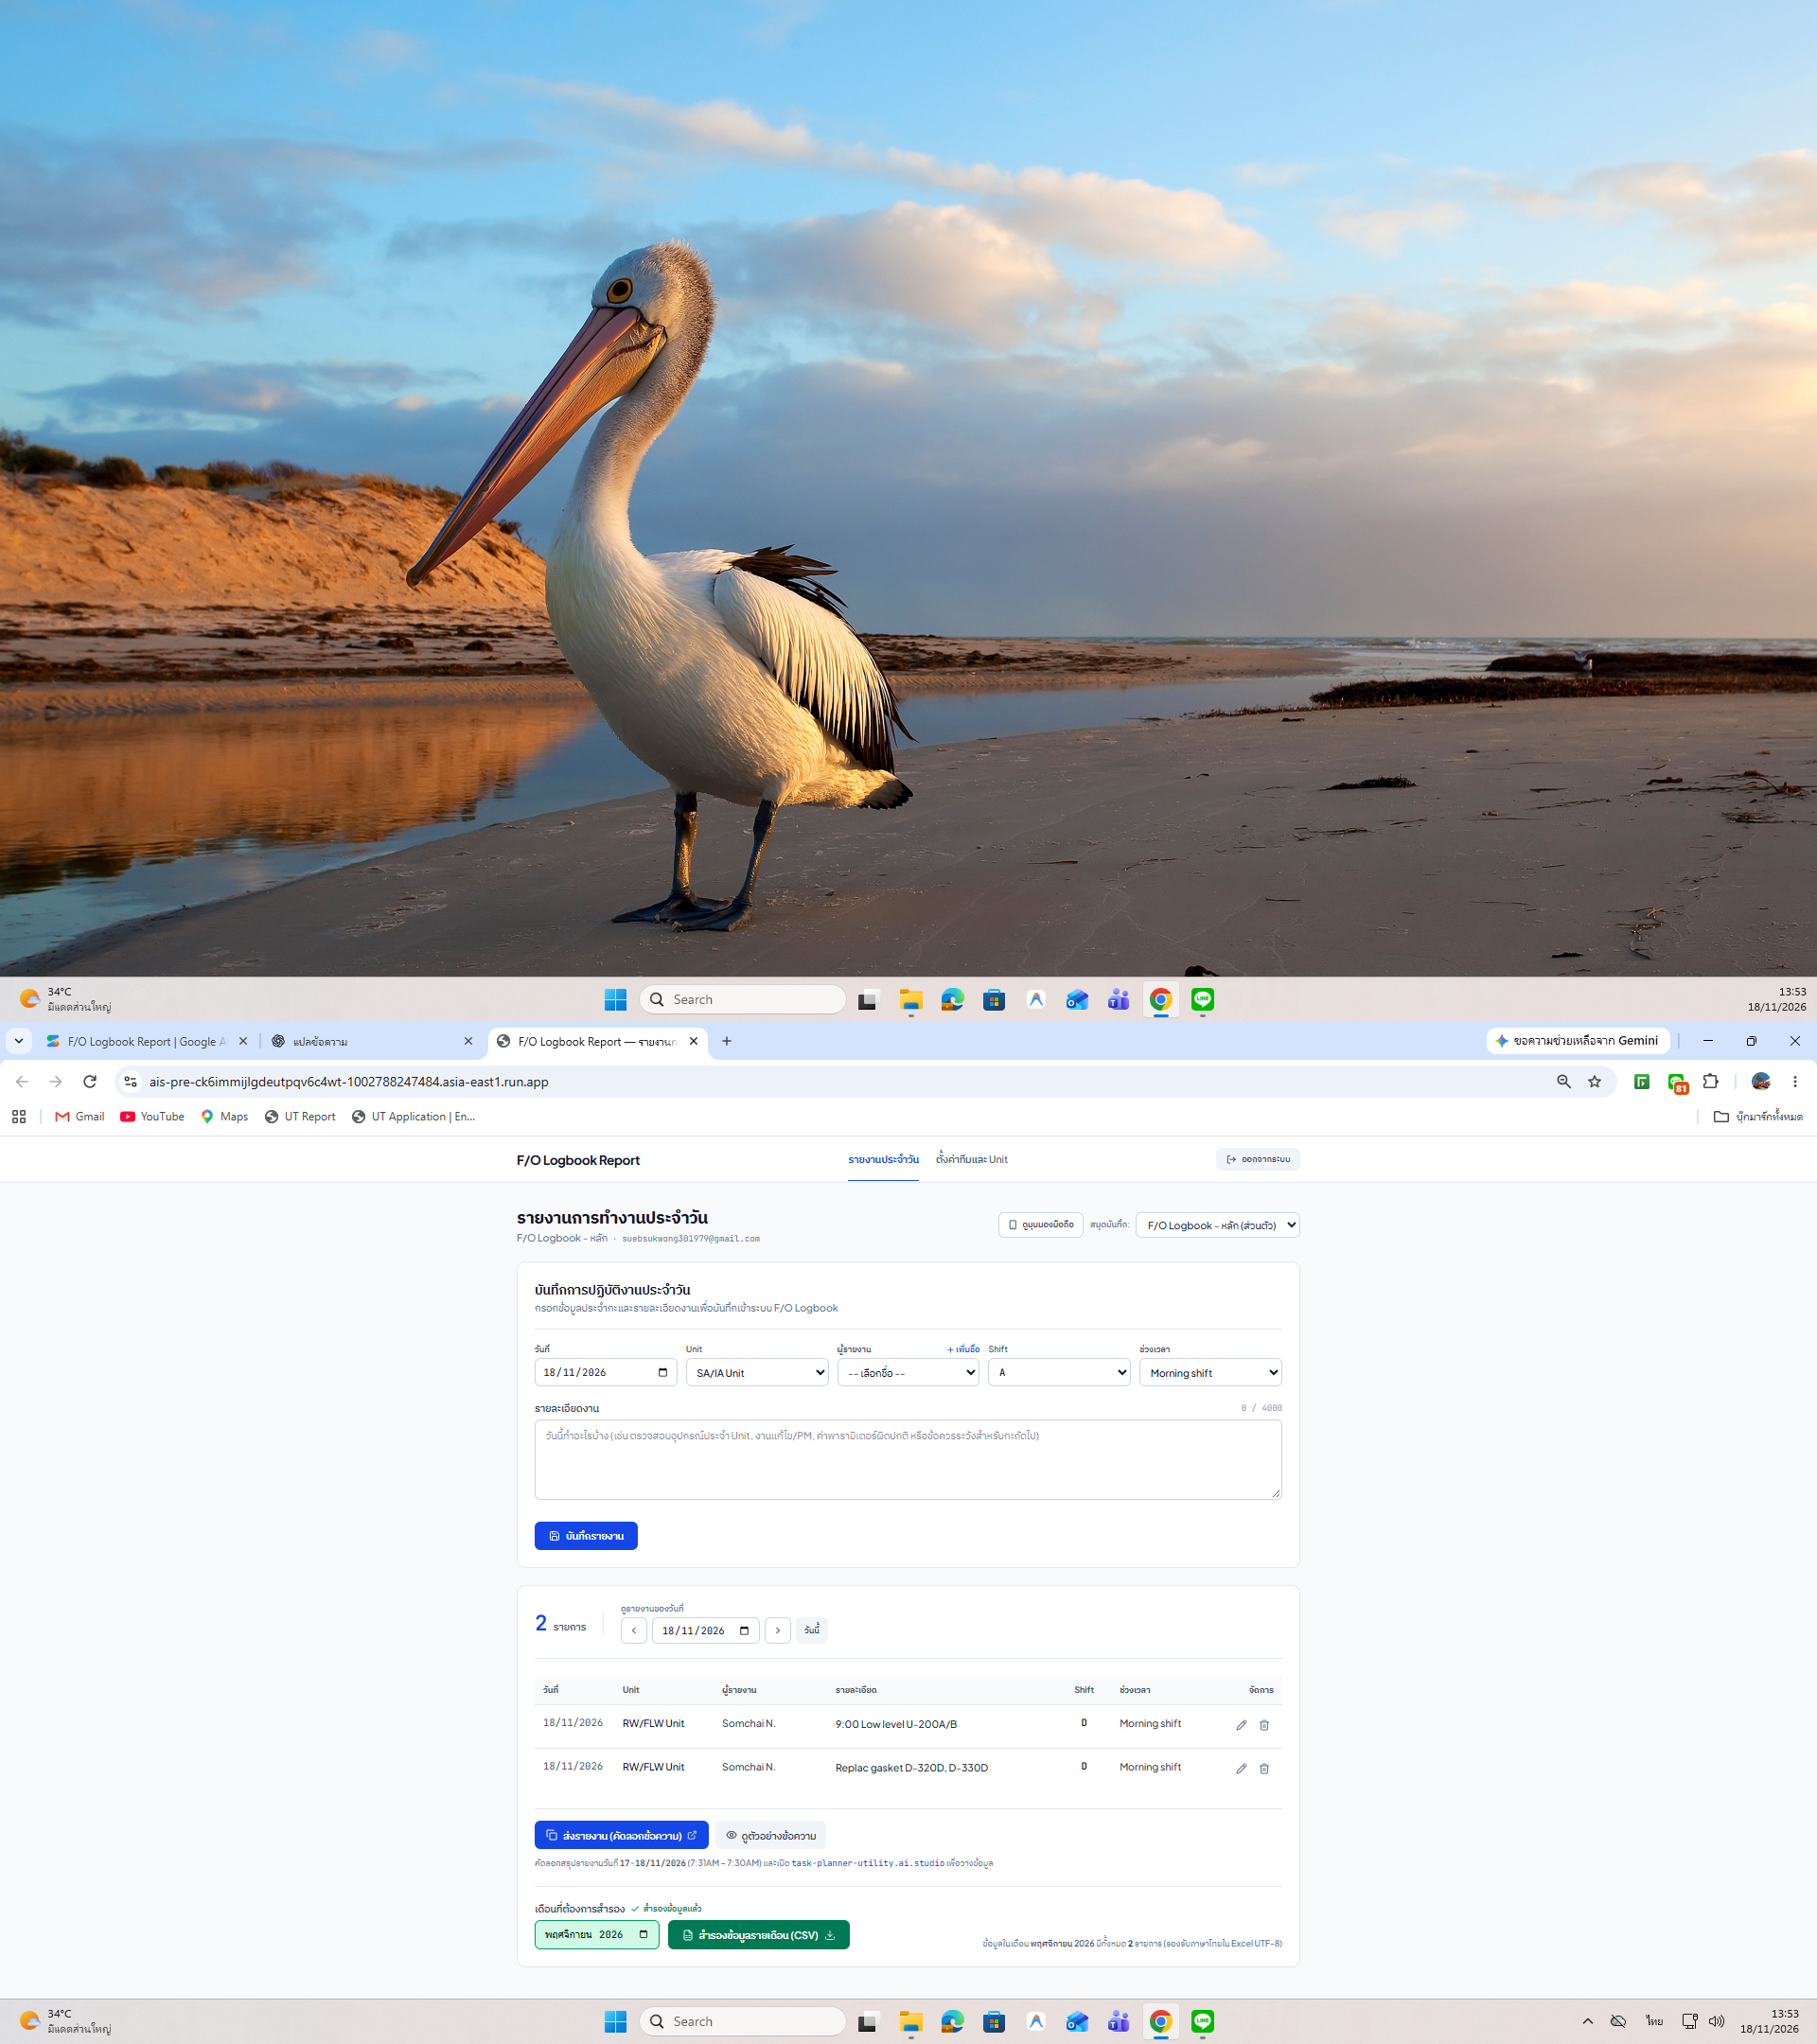 34°C
มีแดดส่วนใหญ่
Search
13:53
18/11/2026
F/O Logbook Report | Google A
แปลข้อความ
F/O Logbook Report — รายงานก
ขอความช่วยเหลือจาก Gemini
ais-pre-ck6immijlgdeutpqv6c4wt-1002788247484.asia-east1.run.app
81
Gmail
YouTube
Maps
UT Report
UT Application | En...
บุ๊กมาร์กทั้งหมด
F/O Logbook Report
รายงานประจำวัน
ตั้งค่าทีมและ Unit
ออกจากระบบ
รายงานการทำงานประจำวัน
F/O Logbook – หลัก · suebsukwong301979@gmail.com
ดูมุมมองมือถือ
สมุดบันทึก:
F/O Logbook – หลัก (ส่วนตัว)
บันทึกการปฏิบัติงานประจำวัน
กรอกข้อมูลประจำกะและรายละเอียดงานเพื่อบันทึกเข้าระบบ F/O Logbook
วันที่ Unit ผู้รายงาน + เพิ่มชื่อ Shift ช่วงเวลา
18/11/2026 SA/IA Unit -- เลือกชื่อ -- A Morning shift
รายละเอียดงาน 0 / 4000
วันนี้ทำอะไรบ้าง (เช่น ตรวจสอบอุปกรณ์ประจำ Unit, งานแก้ไข/PM, ค่าพารามิเตอร์ผิดปกติ หรือข้อควรระวังสำหรับกะถัดไป)
บันทึกรายงาน
2 รายการ
ดูรายงานของวันที่
18/11/2026
วันนี้
วันที่ Unit ผู้รายงาน รายละเอียด Shift ช่วงเวลา จัดการ
18/11/2026 RW/FLW Unit Somchai N. 9:00 Low level U-200A/B D Morning shift
18/11/2026 RW/FLW Unit Somchai N. Replac gasket D-320D, D-330D D Morning shift
ส่งรายงาน (คัดลอกข้อความ)
ดูตัวอย่างข้อความ
คัดลอกสรุปรายงานวันที่ 17-18/11/2026 (7:31AM – 7:30AM) และเปิด task-planner-utility.ai.studio เพื่อวางข้อมูล
เดือนที่ต้องการสำรอง สำรองข้อมูลแล้ว
พฤศจิกายน 2026
สำรองข้อมูลรายเดือน (CSV)
ข้อมูลในเดือน พฤศจิกายน 2026 มีทั้งหมด 2 รายการ (รองรับภาษาไทยใน Excel UTF-8)
34°C
มีแดดส่วนใหญ่
Search
ไทย
13:53
18/11/2026